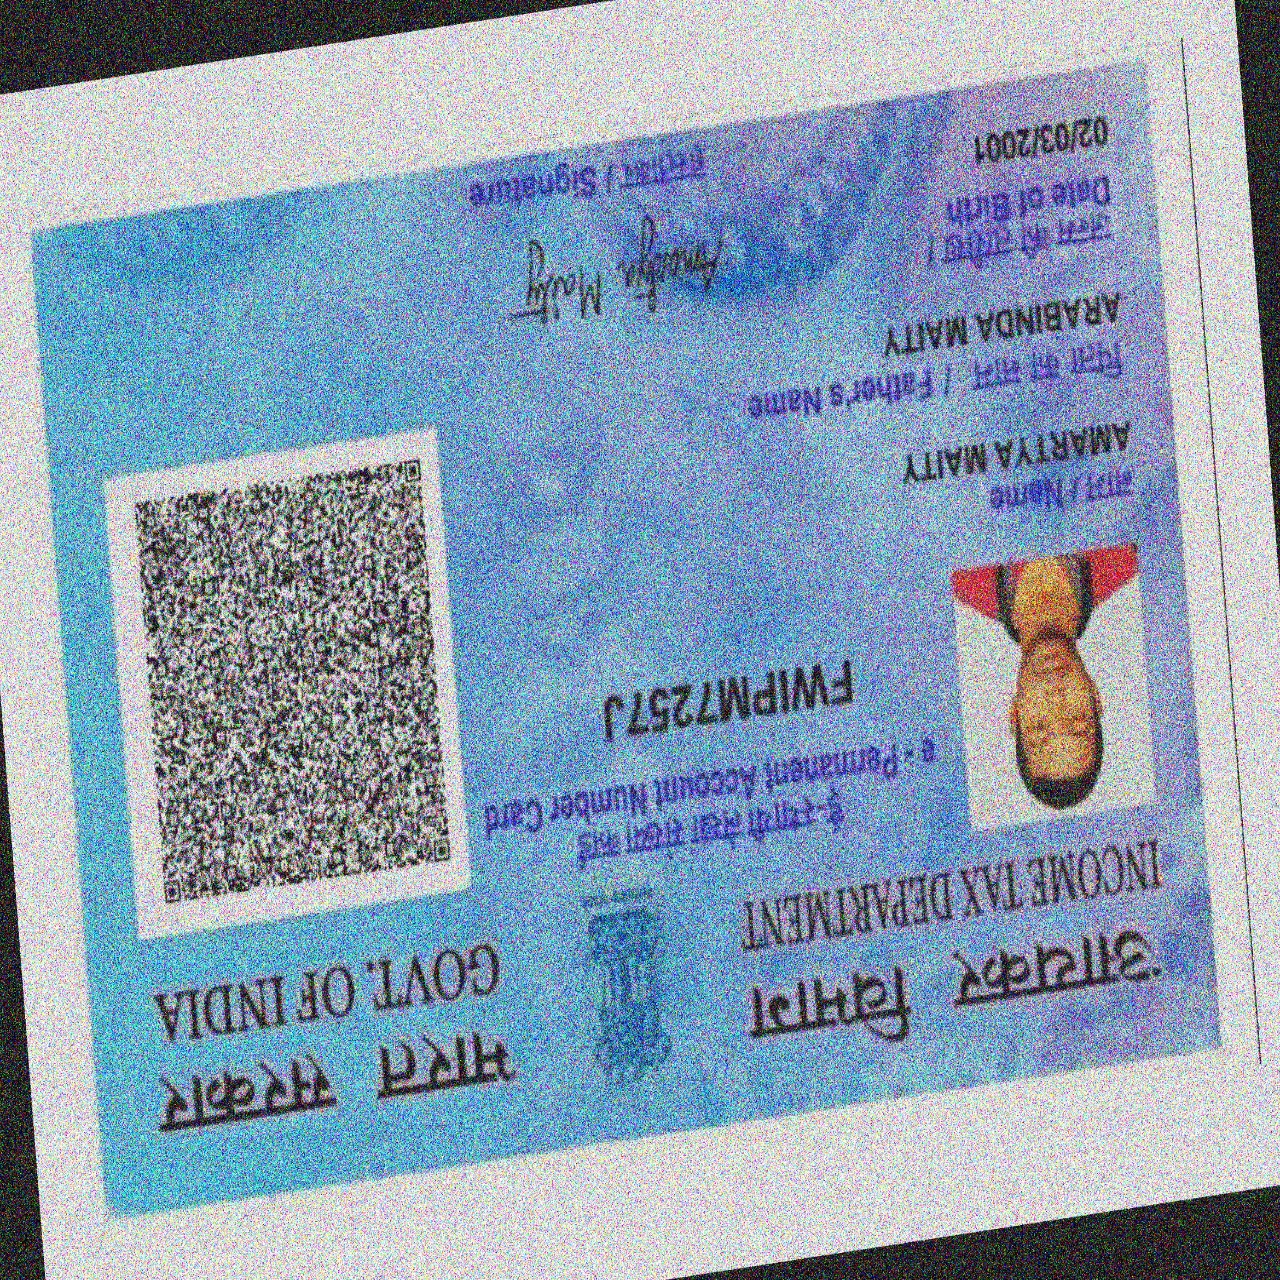 आयकर विभाग
INCOME TAX DEPARTMENT
भारत सरकार
GOVT. OF INDIA
ई-स्थायी लेखा संख्या कार्ड
e - Permanent Account Number Card
FWIPM7257J
नाम / Name
AMARTYA MAITY
पिता का नाम / Father's Name
ARABINDA MAITY
जन्म की तारीख /
Date of Birth
02/03/2001
Amartya Maity
हस्ताक्षर / Signature